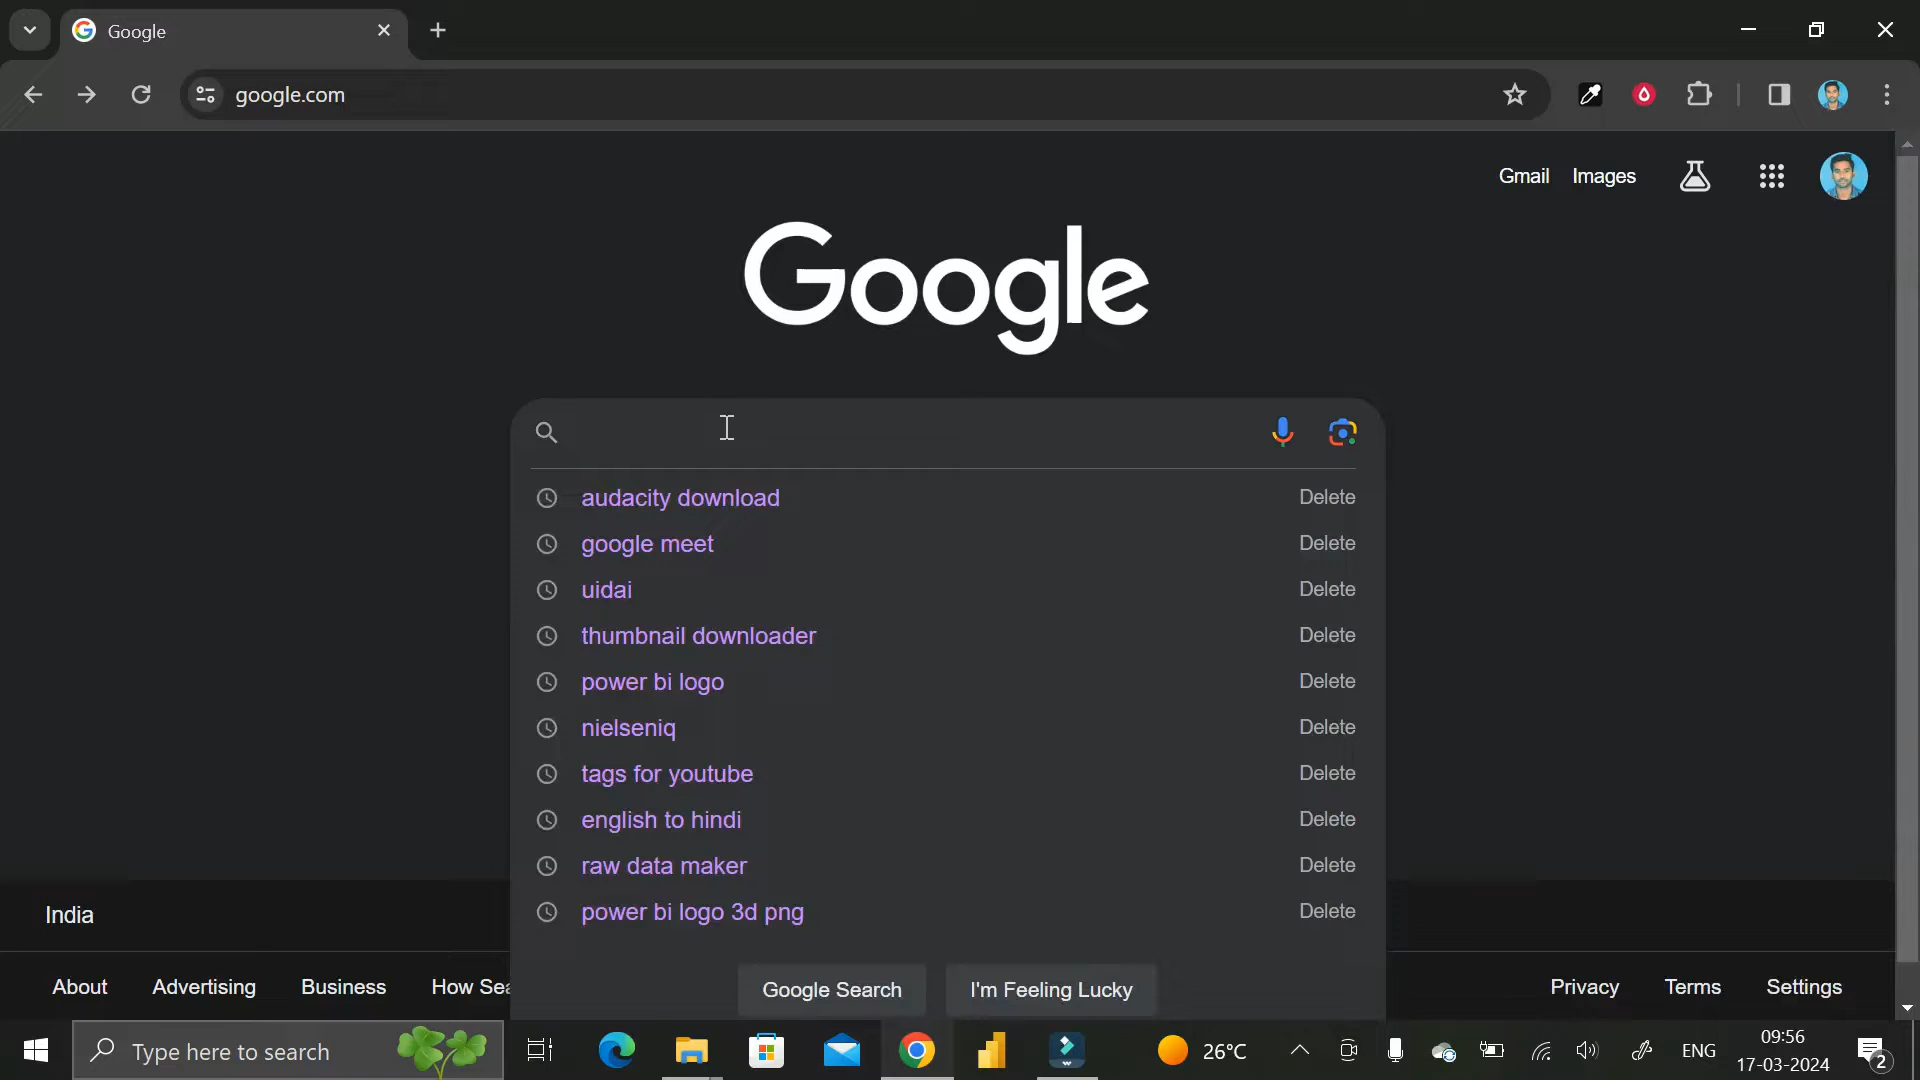 Google
google.com
Gmail Images
Google
audacity download Delete
google meet Delete
uidai Delete
thumbnail downloader Delete
power bi logo Delete
nielseniq Delete
tags for youtube Delete
english to hindi Delete
raw data maker Delete
power bi logo 3d png Delete
India
Google Search I'm Feeling Lucky
About Advertising Business How Sea Privacy Terms Settings
Type here to search 26°C ENG 09:56
17-03-2024 2